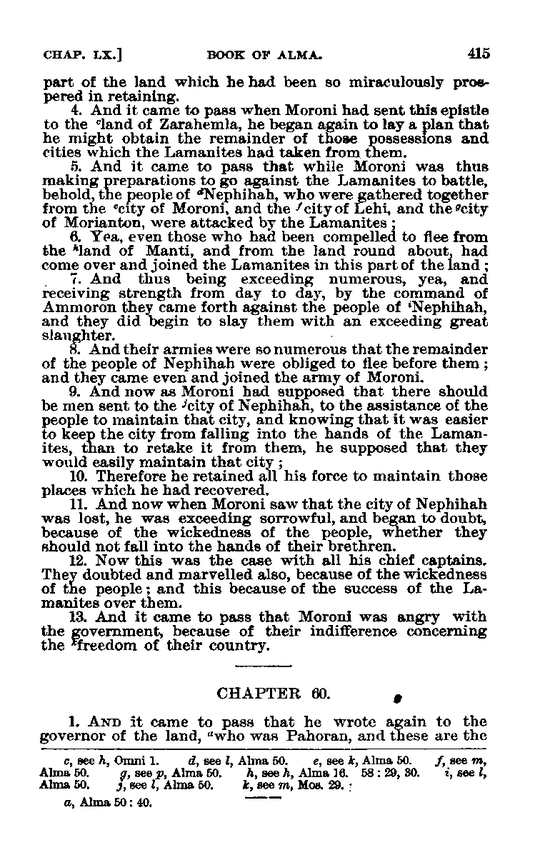 CHAP. LX.] BOOK OF ALMA. 415
part of the land which he had been so miraculously pros-
pered in retaining.
4. And it came to pass when Moroni had sent this epistle
to the ᶜland of Zarahemla, he began again to lay a plan that
he might obtain the remainder of those possessions and
cities which the Lamanites had taken from them.
5. And it came to pass that while Moroni was thus
making preparations to go against the Lamanites to battle,
behold, the people of ᵈNephihah, who were gathered together
from the ᵉcity of Moroni, and the ᶠcity of Lehi, and the ᵍcity
of Morianton, were attacked by the Lamanites ;
6. Yea, even those who had been compelled to flee from
the ʰland of Manti, and from the land round about, had
come over and joined the Lamanites in this part of the land ;
7. And thus being exceeding numerous, yea, and
receiving strength from day to day, by the command of
Ammoron they came forth against the people of ⁱNephihah,
and they did begin to slay them with an exceeding great
slaughter.
8. And their armies were so numerous that the remainder
of the people of Nephihah were obliged to flee before them ;
and they came even and joined the army of Moroni.
9. And now as Moroni had supposed that there should
be men sent to the ʲcity of Nephihah, to the assistance of the
people to maintain that city, and knowing that it was easier
to keep the city from falling into the hands of the Laman-
ites, than to retake it from them, he supposed that they
would easily maintain that city ;
10. Therefore he retained all his force to maintain those
places which he had recovered.
11. And now when Moroni saw that the city of Nephihah
was lost, he was exceeding sorrowful, and began to doubt,
because of the wickedness of the people, whether they
should not fall into the hands of their brethren.
12. Now this was the case with all his chief captains.
They doubted and marvelled also, because of the wickedness
of the people ; and this because of the success of the La-
manites over them.
13. And it came to pass that Moroni was angry with
the government, because of their indifference concerning
the ᵏfreedom of their country.
CHAPTER 60.
1. AND it came to pass that he wrote again to the
governor of the land, ᵃwho was Pahoran, and these are the
c, see h, Omni 1. d, see l, Alma 50. e, see k, Alma 50. f, see m,
Alma 50. g, see p, Alma 50. h, see h, Alma 16. 58 : 29, 30. i, see l,
Alma 50. j, see l, Alma 50. k, see m, Mos. 29.
a, Alma 50 : 40.